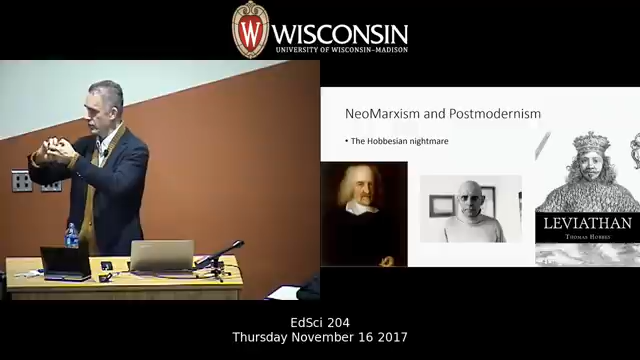 WISCONSIN
UNIVERSITY OF WISCONSIN–MADISON
NeoMarxism and Postmodernism
• The Hobbesian nightmare
LEVIATHAN
THOMAS HOBBES
EdSci 204
Thursday November 16 2017